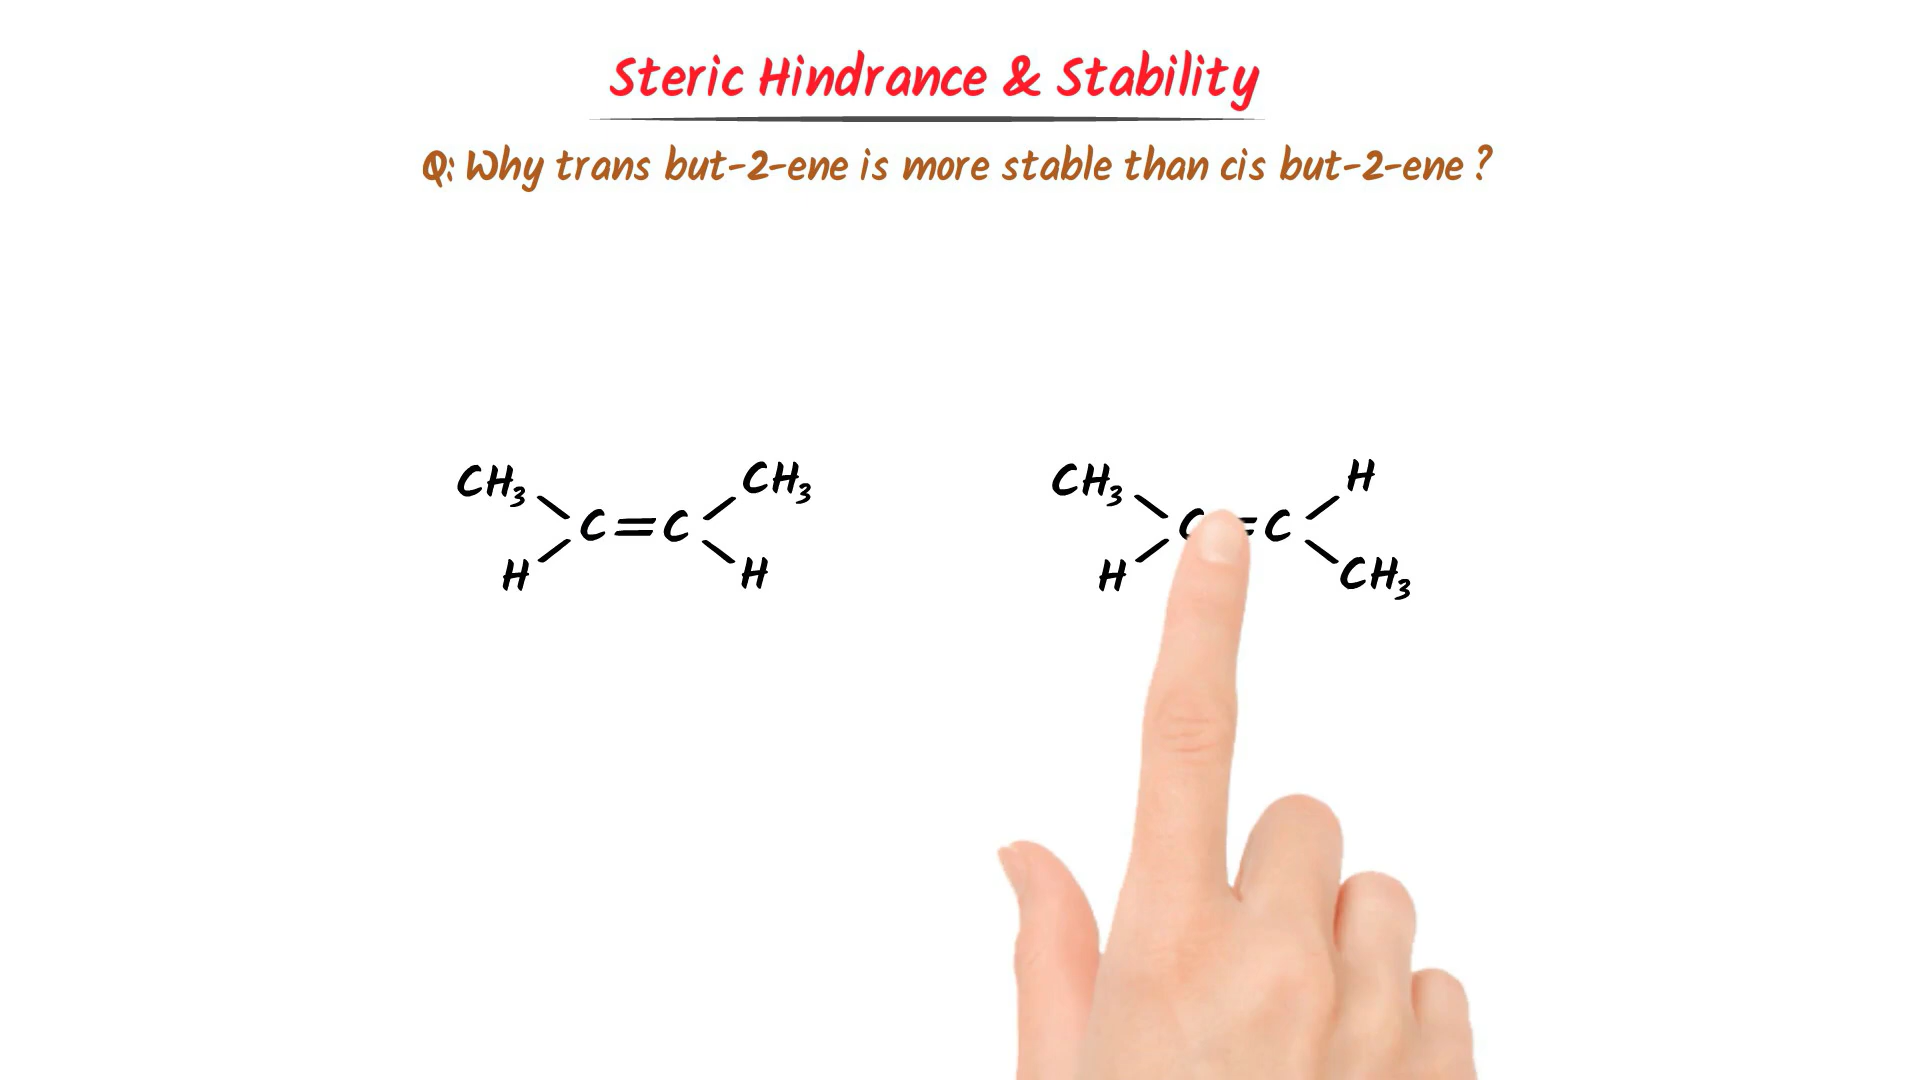 Steric Hindrance & Stability
Q: Why trans but-2-ene is more stable than cis but-2-ene ?
CH₃ CH₃
C=C
H H
CH₃ H
C=C
H CH₃